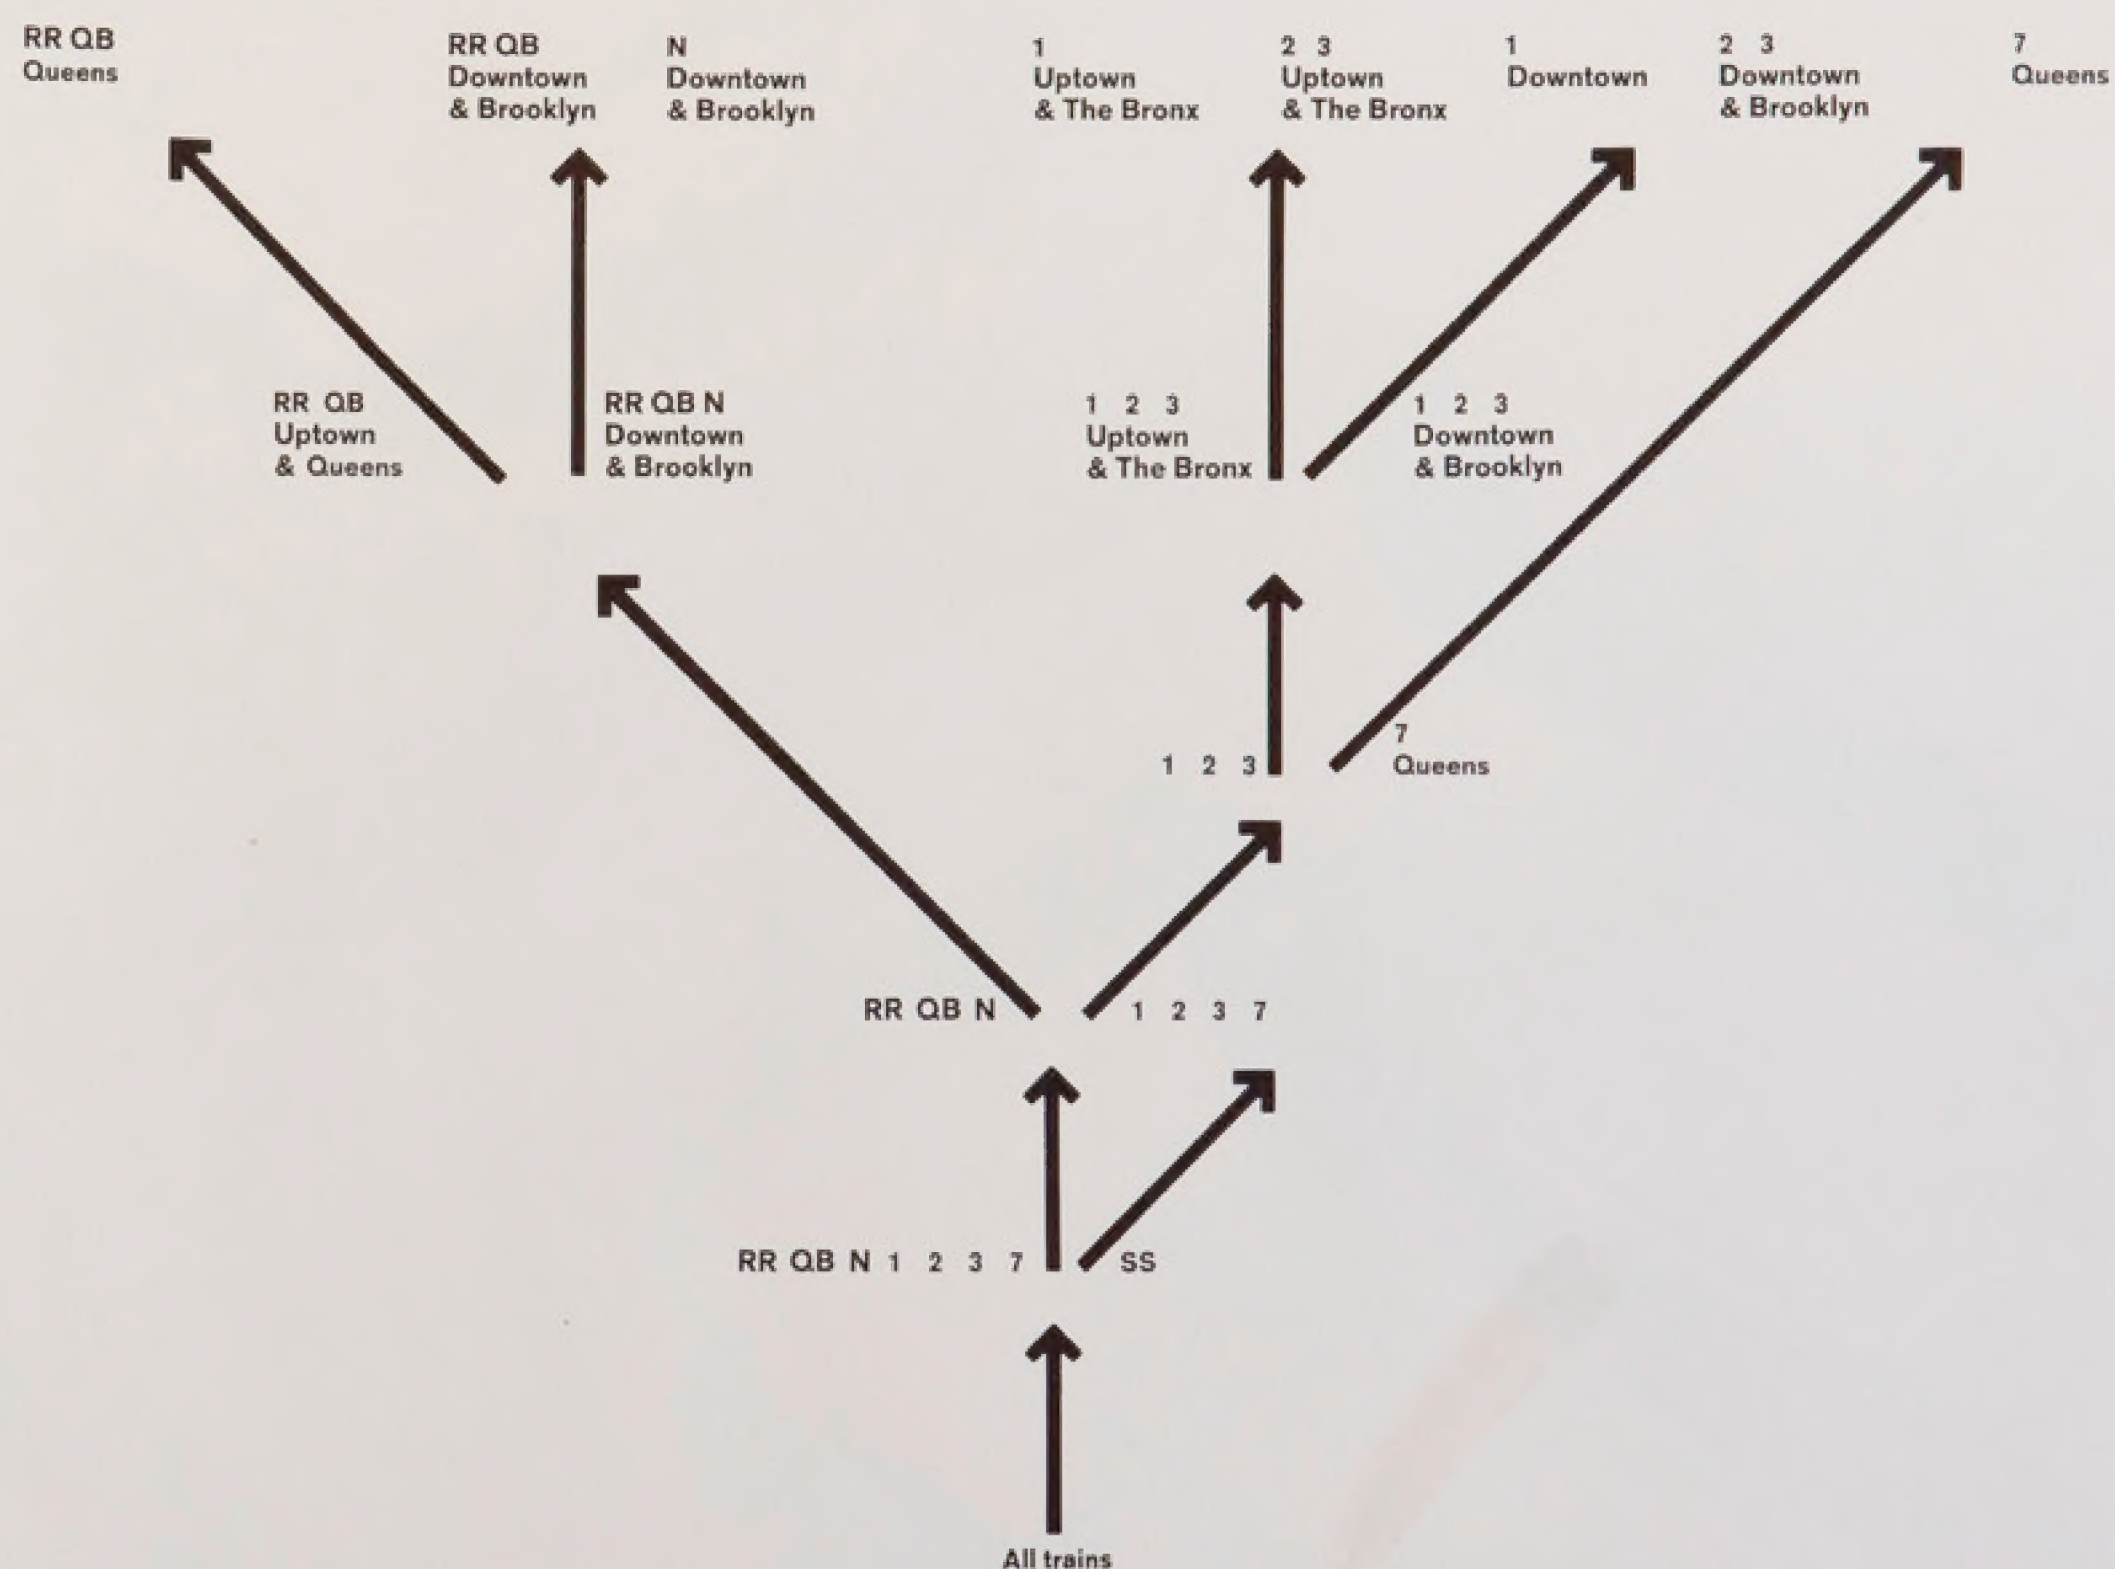 RR QB
Queens
RR QB
Downtown
& Brooklyn
N
Downtown
& Brooklyn
1
Uptown
& The Bronx
2 3
Uptown
& The Bronx
1
Downtown
2 3
Downtown
& Brooklyn
7
Queens
RR QB
Uptown
& Queens
RR QB N
Downtown
& Brooklyn
1 2 3
Uptown
& The Bronx
1 2 3
Downtown
& Brooklyn
1 2 3
7
Queens
RR QB N
1 2 3 7
RR QB N 1 2 3 7
SS
All trains